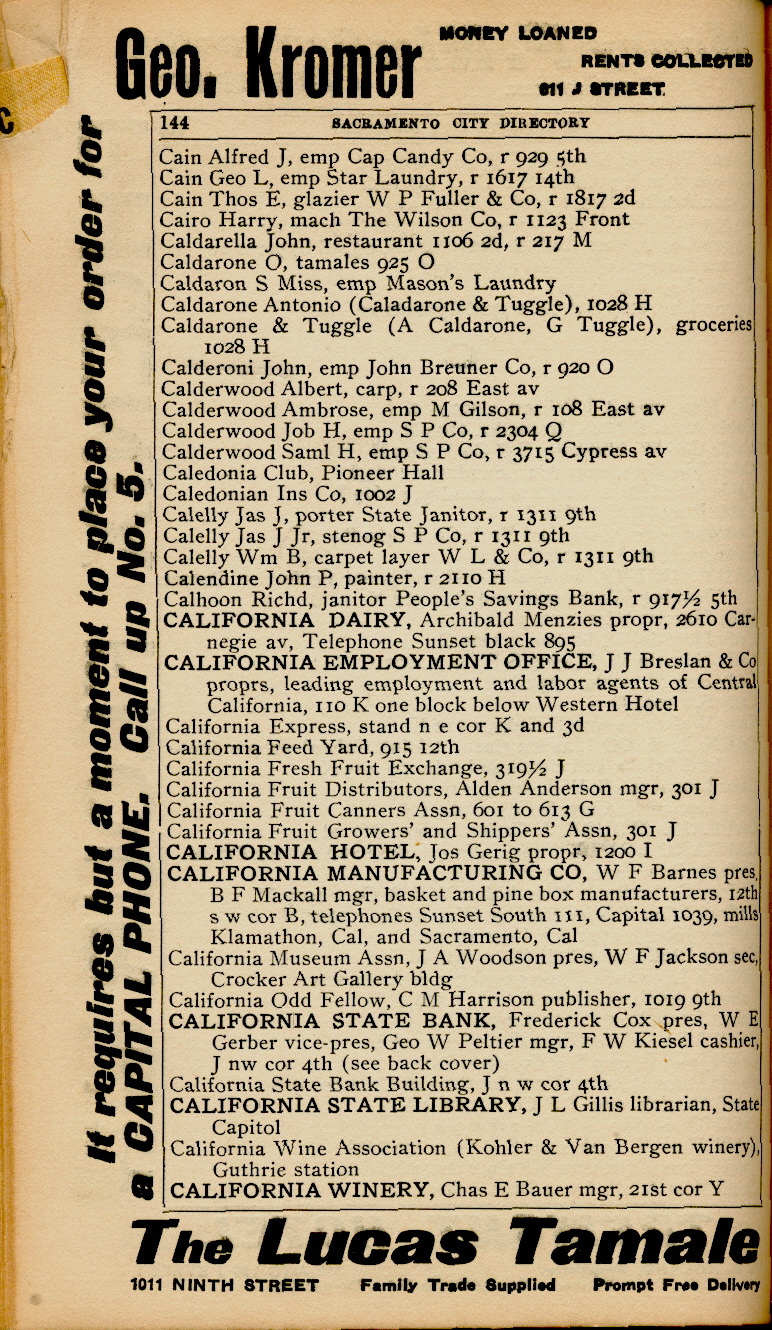 Geo. Kromer
MONEY LOANED
RENTS COLLECTED
611 J STREET.
144 SACRAMENTO CITY DIRECTORY
Cain Alfred J, emp Cap Candy Co, r 929 5th
Cain Geo L, emp Star Laundry, r 1617 14th
Cain Thos E, glazier W P Fuller & Co, r 1817 2d
Cairo Harry, mach The Wilson Co, r 1123 Front
Caldarella John, restaurant 1106 2d, r 217 M
Caldarone O, tamales 925 O
Caldaron S Miss, emp Mason's Laundry
Caldarone Antonio (Caladarone & Tuggle), 1028 H
Caldarone & Tuggle (A Caldarone, G Tuggle), groceries
1028 H
Calderoni John, emp John Breuner Co, r 920 O
Calderwood Albert, carp, r 208 East av
Calderwood Ambrose, emp M Gilson, r 108 East av
Calderwood Job H, emp S P Co, r 2304 Q
Calderwood Saml H, emp S P Co, r 3715 Cypress av
Caledonia Club, Pioneer Hall
Caledonian Ins Co, 1002 J
Calelly Jas J, porter State Janitor, r 1311 9th
Calelly Jas J Jr, stenog S P Co, r 1311 9th
Calelly Wm B, carpet layer W L & Co, r 1311 9th
Calendine John P, painter, r 2110 H
Calhoon Richd, janitor People's Savings Bank, r 917½ 5th
CALIFORNIA DAIRY, Archibald Menzies propr, 2610 Car-
negie av, Telephone Sunset black 895
CALIFORNIA EMPLOYMENT OFFICE, J J Breslan & Co
proprs, leading employment and labor agents of Central
California, 110 K one block below Western Hotel
California Express, stand n e cor K and 3d
California Feed Yard, 915 12th
California Fresh Fruit Exchange, 319½ J
California Fruit Distributors, Alden Anderson mgr, 301 J
California Fruit Canners Assn, 601 to 613 G
California Fruit Growers' and Shippers' Assn, 301 J
CALIFORNIA HOTEL, Jos Gerig propr, 1200 I
CALIFORNIA MANUFACTURING CO, W F Barnes pres,
B F Mackall mgr, basket and pine box manufacturers, 12th
s w cor B, telephones Sunset South 111, Capital 1039, mills
Klamathon, Cal, and Sacramento, Cal
California Museum Assn, J A Woodson pres, W F Jackson sec,
Crocker Art Gallery bldg
California Odd Fellow, C M Harrison publisher, 1019 9th
CALIFORNIA STATE BANK, Frederick Cox pres, W E
Gerber vice-pres, Geo W Peltier mgr, F W Kiesel cashier,
J nw cor 4th (see back cover)
California State Bank Building, J n w cor 4th
CALIFORNIA STATE LIBRARY, J L Gillis librarian, State
Capitol
California Wine Association (Kohler & Van Bergen winery),
Guthrie station
CALIFORNIA WINERY, Chas E Bauer mgr, 21st cor Y
It requires but a moment to place your order for
a CAPITAL PHONE. Call up No. 5.
The Lucas Tamale
1011 NINTH STREET Family Trade Supplied Prompt Free Delivery
C